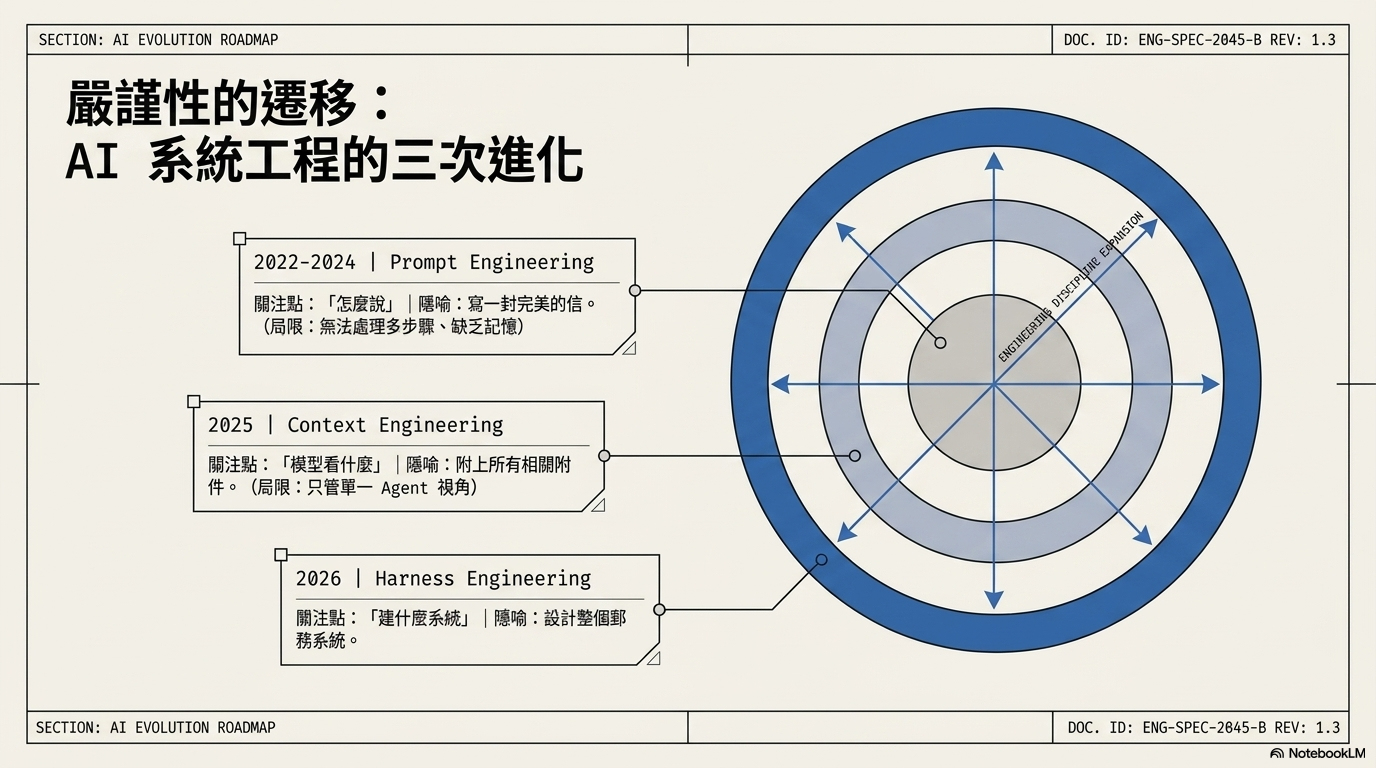 SECTION: AI EVOLUTION ROADMAP
DOC. ID: ENG-SPEC-2045-B REV: 1.3
嚴謹性的遷移：
AI 系統工程的三次進化
2022-2024 | Prompt Engineering
關注點：「怎麼說」｜隱喻：寫一封完美的信。
（局限：無法處理多步驟、缺乏記憶）
2025 | Context Engineering
關注點：「模型看什麼」｜隱喻：附上所有相關附
件。（局限：只管單一 Agent 視角）
2026 | Harness Engineering
關注點：「建什麼系統」｜隱喻：設計整個郵
務系統。
ENGINEERING DISCIPLINE EXPANSION
SECTION: AI EVOLUTION ROADMAP
DOC. ID: ENG-SPEC-2045-B REV: 1.3
NotebookLM